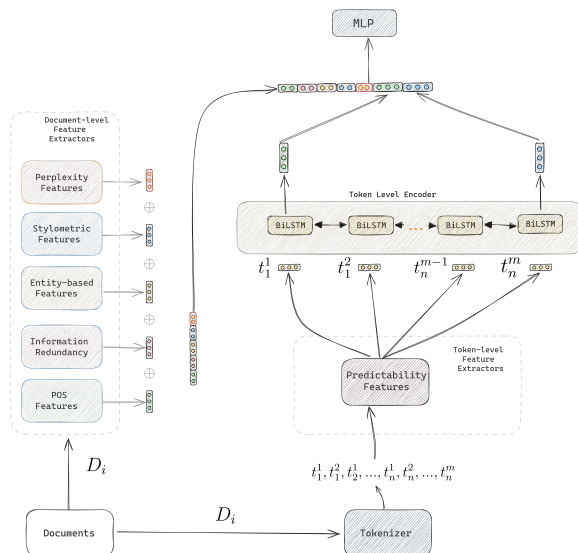 MLP
Document-level
Feature
Extractors
Perplexity
Features
Stylometric
Features
Entity-based
Features
Information
Redundancy
POS
Features
Token Level Encoder
BiLSTM
BiLSTM
...
BiLSTM
BiLSTM
t_1^1
t_1^2
t_n^{m-1}
t_n^m
Token-level
Feature
Extractors
Predictability
Features
t_1^1, t_1^2, t_2^1, ..., t_n^1, t_n^2, ..., t_n^m
D_i
D_i
Documents
Tokenizer